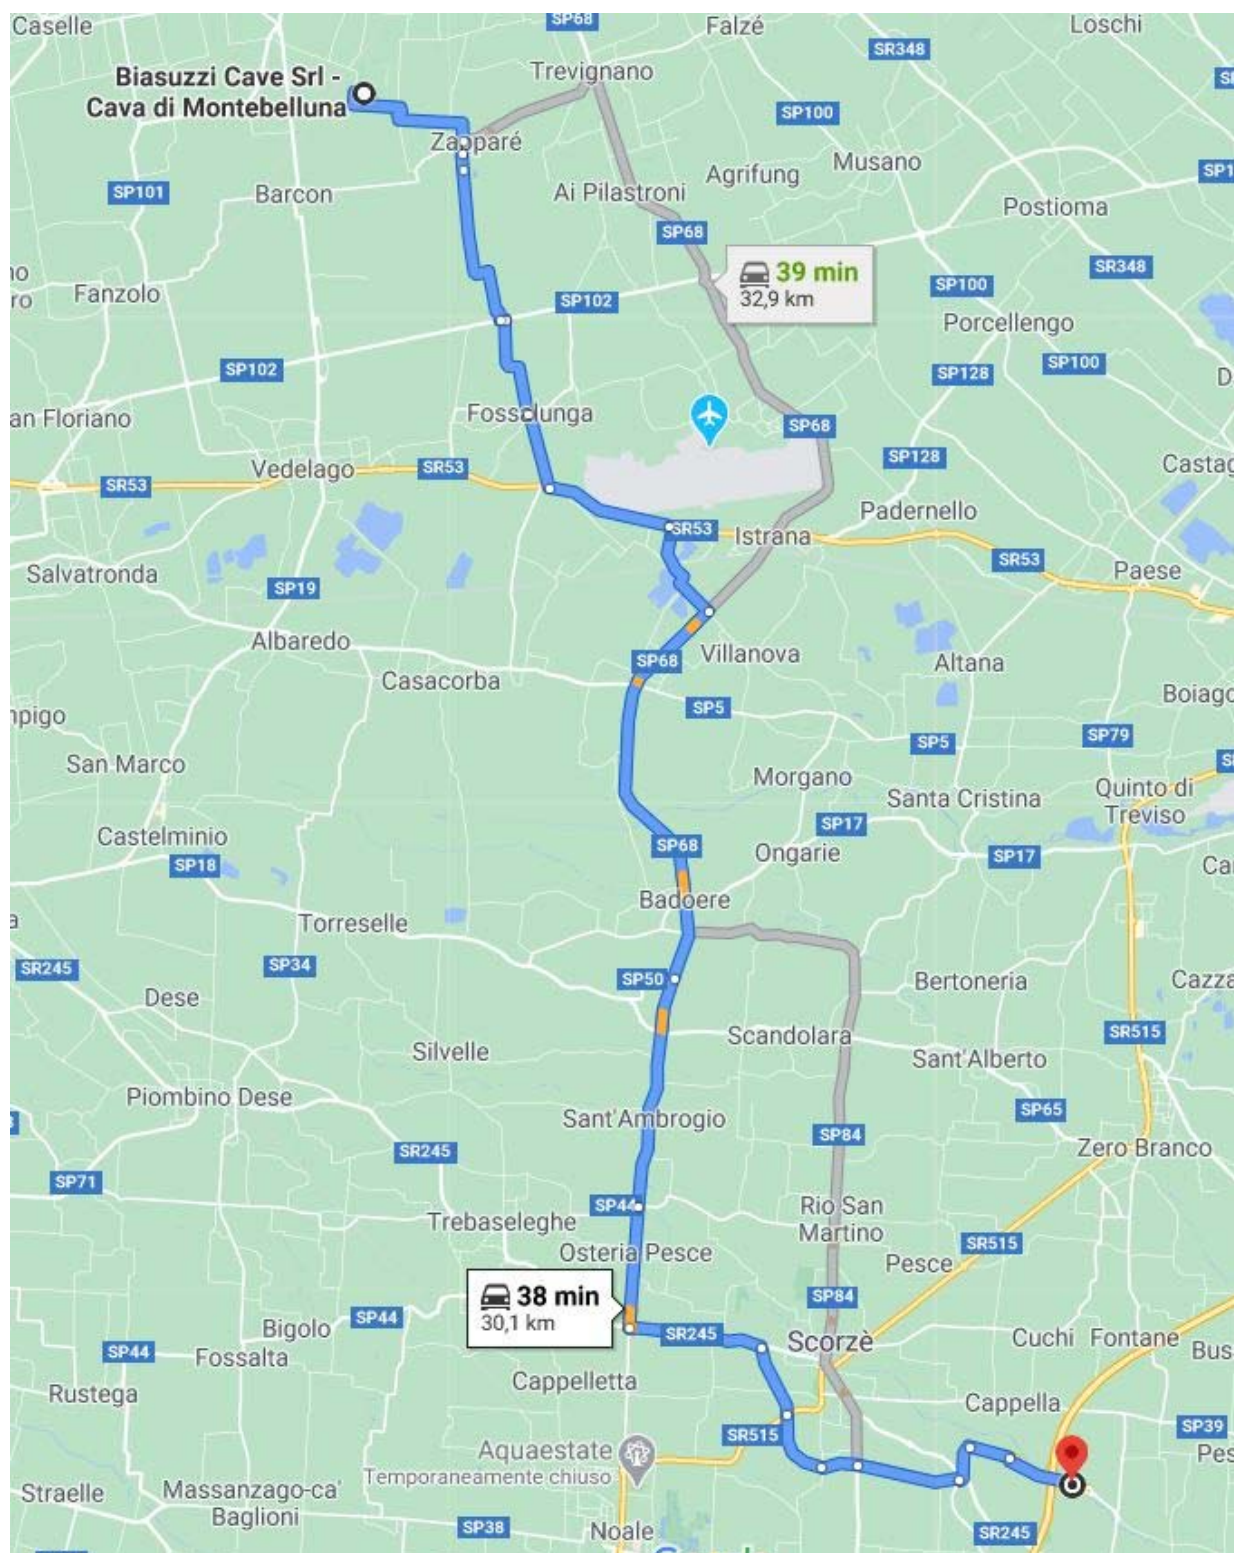 Caselle
SP68
Falzé
Loschi
SR348
Biasuzzi Cave Srl -
Cava di Montebelluna
Trevignano
SP100
Zapparé
Musano
Agrifung
SP101
Barcon
Ai Pilastroni
Postioma
SP68
39 min
32,9 km
SR348
Fanzolo
SP102
SP100
Porcellengo
SP102
SP128
SP100
an Floriano
Fossalunga
SP68
Vedelago
SR53
SP128
SR53
Padernello
SR53
Istrana
SR53
Salvatronda
SP19
Paese
Albaredo
SP68
Villanova
Altana
Casacorba
Boiago
SP5
SP5
SP79
San Marco
Morgano
Santa Cristina
Quinto di
Treviso
Castelminio
SP17
SP68
Ongarie
SP17
SP18
Badoere
Torreselle
SR245
SP34
SP50
Bertoneria
Dese
Scandolara
SR515
Silvelle
Sant'Alberto
Piombino Dese
Sant'Ambrogio
SP65
SP84
SR245
Zero Branco
SP71
SP44
Rio San
Martino
Trebaseleghe
Osteria Pesce
SR515
Pesce
38 min
30,1 km
SP84
SP44
Bigolo
SR245
Scorzè
Cuchi
Fontane
SP44
Fossalta
Rustega
Cappelletta
Cappella
SR515
SP39
Aquaestate
Temporaneamente chiuso
Straelle
Massanzago-ca'
Baglioni
SP38
Noale
SR245